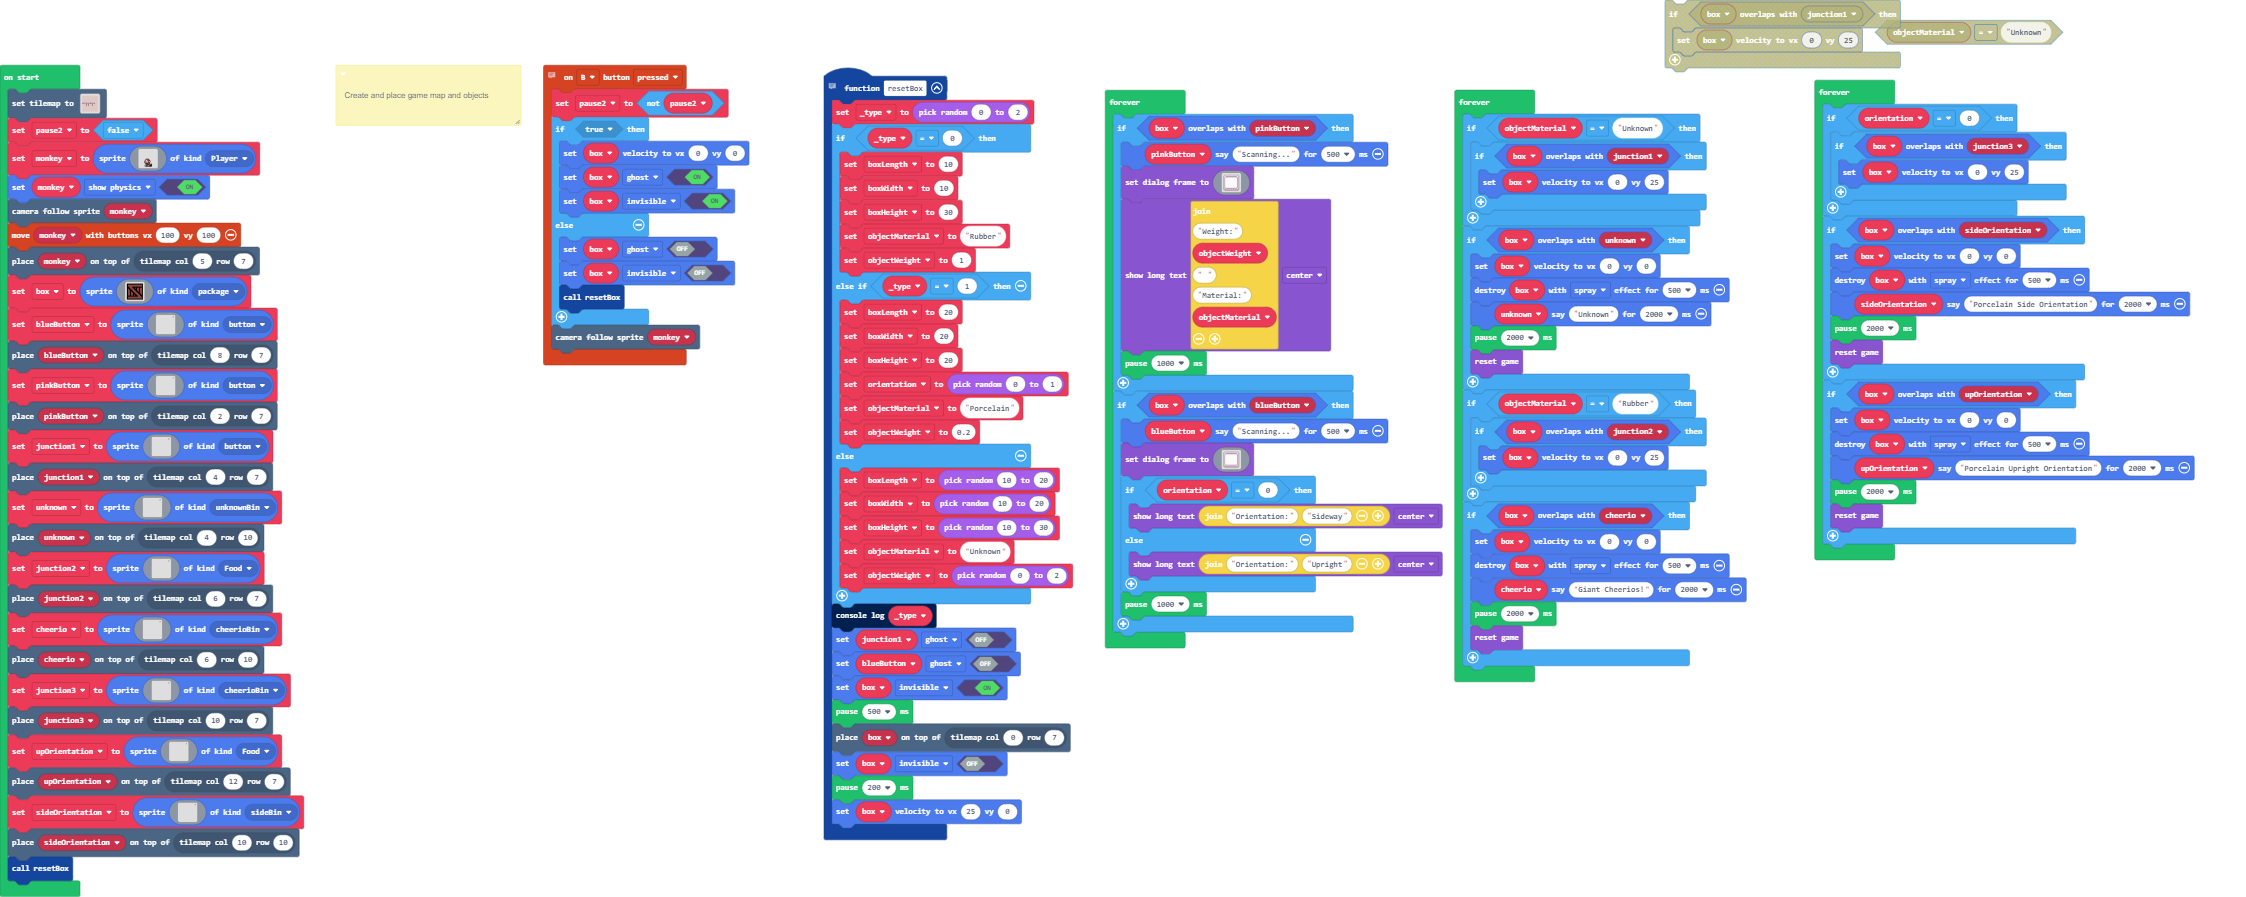 on start
set tilemap to
set pause2 to false
set monkey to sprite of kind Player
set monkey show physics ON
camera follow sprite monkey
move monkey with buttons vx 100 vy 100
place monkey on top of tilemap col 5 row 7
set box to sprite of kind package
set blueButton to sprite of kind button
place blueButton on top of tilemap col 8 row 7
set pinkButton to sprite of kind button
place pinkButton on top of tilemap col 2 row 7
set junction1 to sprite of kind button
place junction1 on top of tilemap col 4 row 7
set unknown to sprite of kind unknownBin
place unknown on top of tilemap col 4 row 10
set junction2 to sprite of kind Food
place junction2 on top of tilemap col 6 row 7
set cheerio to sprite of kind cheerioBin
place cheerio on top of tilemap col 6 row 10
set junction3 to sprite of kind cheerioBin
place junction3 on top of tilemap col 10 row 7
set upOrientation to sprite of kind Food
place upOrientation on top of tilemap col 12 row 7
set sideOrientation to sprite of kind sideBin
place sideOrientation on top of tilemap col 10 row 10
call resetBox
Create and place game map and objects
on B button pressed
set pause2 to not pause2
if true then
set box velocity to vx 0 vy 0
set box ghost ON
set box invisible ON
else
set box ghost OFF
set box invisible OFF
call resetBox
camera follow sprite monkey
function resetBox
set _type to pick random 0 to 2
if _type = 0 then
set boxLength to 10
set boxWidth to 10
set boxHeight to 30
set objectMaterial to "Rubber"
set objectWeight to 1
else if _type = 1 then
set boxLength to 20
set boxWidth to 20
set boxHeight to 20
set orientation to pick random 0 to 1
set objectMaterial to "Porcelain"
set objectWeight to 0.2
else
set boxLength to pick random 10 to 20
set boxWidth to pick random 10 to 20
set boxHeight to pick random 10 to 30
set objectMaterial to "Unknown"
set objectWeight to pick random 0 to 2
console log _type
set junction1 ghost OFF
set blueButton ghost OFF
set box invisible ON
pause 500 ms
place box on top of tilemap col 0 row 7
set box invisible OFF
pause 200 ms
set box velocity to vx 25 vy 0
forever
if box overlaps with pinkButton then
pinkButton say "Scanning..." for 500 ms
set dialog frame to
show long text join "Weight:" objectWeight " " "Material:" objectMaterial center
pause 1000 ms
if box overlaps with blueButton then
blueButton say "Scanning..." for 500 ms
set dialog frame to
if orientation = 0 then
show long text join "Orientation:" "Sideway" center
else
show long text join "Orientation:" "Upright" center
pause 1000 ms
forever
if objectMaterial = "Unknown" then
if box overlaps with junction1 then
set box velocity to vx 0 vy 25
if box overlaps with unknown then
set box velocity to vx 0 vy 0
destroy box with spray effect for 500 ms
unknown say "Unknown" for 2000 ms
pause 2000 ms
reset game
if objectMaterial = "Rubber" then
if box overlaps with junction2 then
set box velocity to vx 0 vy 25
if box overlaps with cheerio then
set box velocity to vx 0 vy 0
destroy box with spray effect for 500 ms
cheerio say "Giant Cheerios!" for 2000 ms
pause 2000 ms
reset game
if box overlaps with junction1 then
set box velocity to vx 0 vy 25
objectMaterial = "Unknown"
forever
if orientation = 0 then
if box overlaps with junction3 then
set box velocity to vx 0 vy 25
if box overlaps with sideOrientation then
set box velocity to vx 0 vy 0
destroy box with spray effect for 500 ms
sideOrientation say "Porcelain Side Orientation" for 2000 ms
pause 2000 ms
reset game
if box overlaps with upOrientation then
set box velocity to vx 0 vy 0
destroy box with spray effect for 500 ms
upOrientation say "Porcelain Upright Orientation" for 2000 ms
pause 2000 ms
reset game